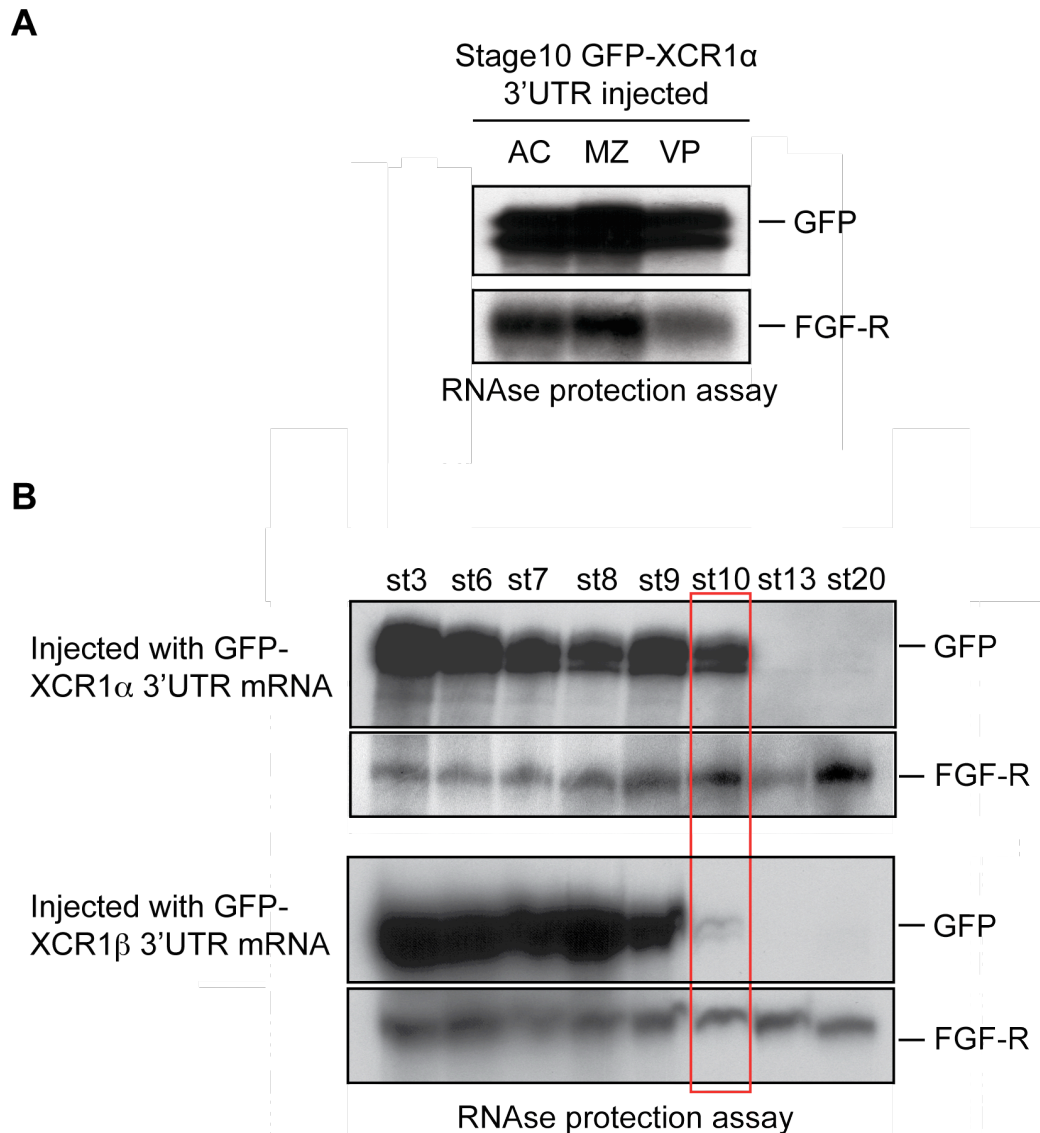 A
Stage10 GFP-XCR1α
3’UTR injected
AC MZ VP
GFP
FGF-R
RNAse protection assay
B
st3 st6 st7 st8 st9 st10 st13 st20
Injected with GFP-
XCR1α 3’UTR mRNA
GFP
FGF-R
Injected with GFP-
XCR1β 3’UTR mRNA
GFP
FGF-R
RNAse protection assay